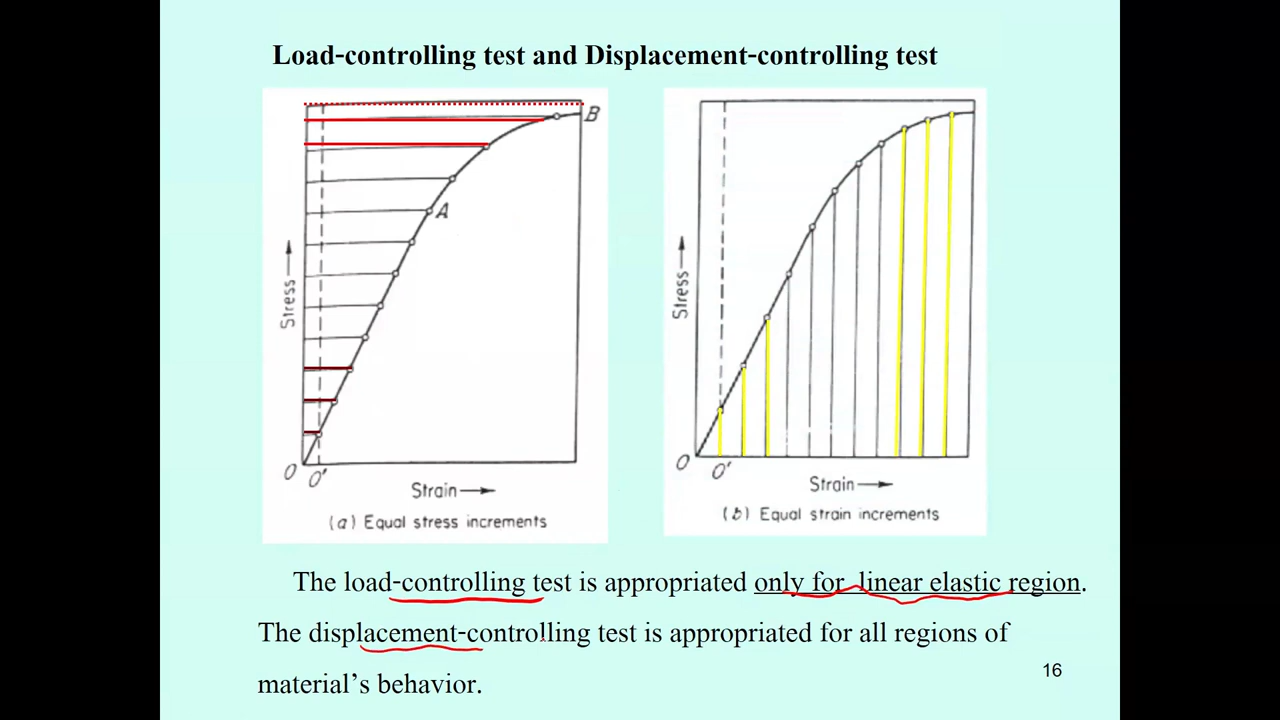 Load-controlling test and Displacement-controlling test
B
A
Stress
O
O'
Strain
(a) Equal stress increments
Stress
O
O'
Strain
(b) Equal strain increments
The load-controlling test is appropriated only for linear elastic region.
The displacement-controlling test is appropriated for all regions of
material's behavior.
16